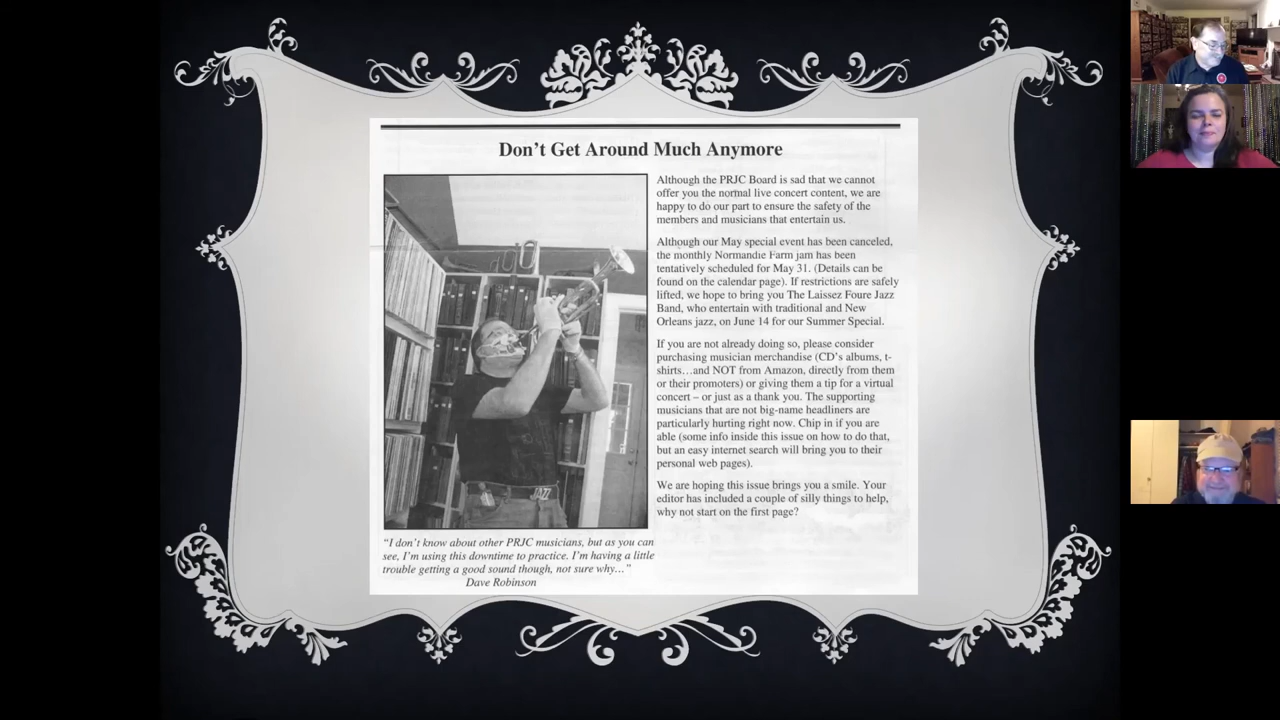 Don't Get Around Much Anymore
Although the PRJC Board is sad that we cannot
offer you the normal live concert content, we are
happy to do our part to ensure the safety of the
members and musicians that entertain us.
Although our May special event has been canceled,
the monthly Normandie Farm jam has been
tentatively scheduled for May 31. (Details can be
found on the calendar page). If restrictions are safely
lifted, we hope to bring you The Laissez Foure Jazz
Band, who entertain with traditional and New
Orleans jazz, on June 14 for our Summer Special.
If you are not already doing so, please consider
purchasing musician merchandise (CD's albums, t-
shirts…and NOT from Amazon, directly from them
or their promoters) or giving them a tip for a virtual
concert – or just as a thank you. The supporting
musicians that are not big-name headliners are
particularly hurting right now. Chip in if you are
able (some info inside this issue on how to do that,
but an easy internet search will bring you to their
personal web pages).
We are hoping this issue brings you a smile. Your
editor has included a couple of silly things to help,
why not start on the first page?
JAZZ
“I don't know about other PRJC musicians, but as you can
see, I'm using this downtime to practice. I'm having a little
trouble getting a good sound though, not sure why…”
Dave Robinson